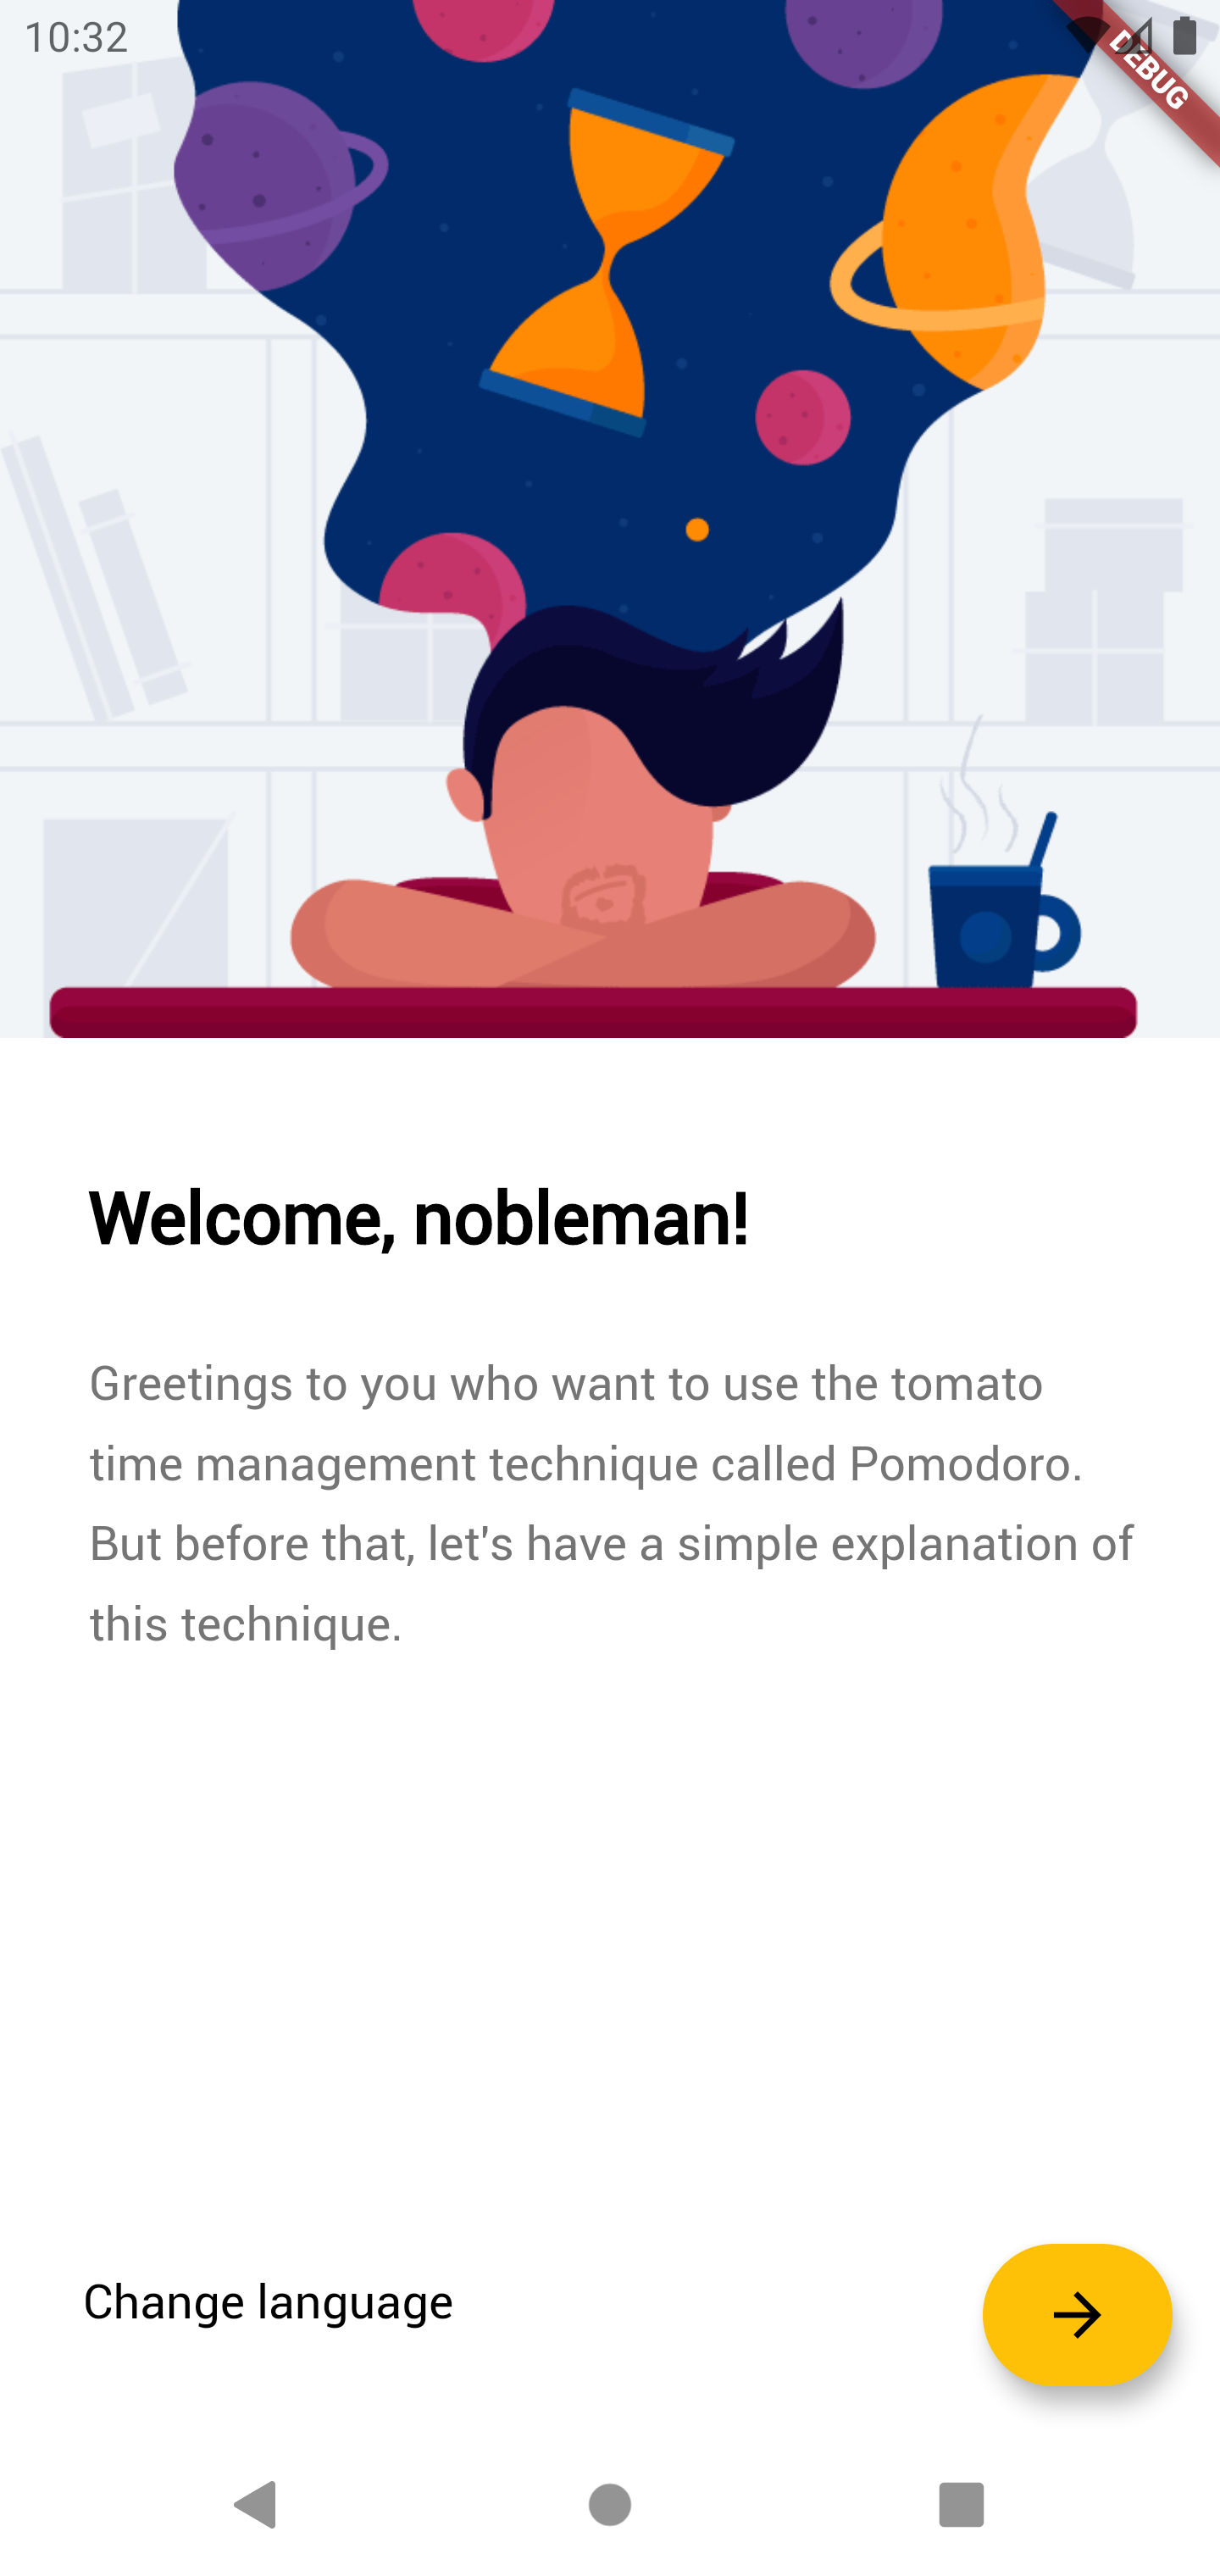 10:32
DEBUG
Welcome, nobleman!
Greetings to you who want to use the tomato
time management technique called Pomodoro.
But before that, let's have a simple explanation of
this technique.
Change language